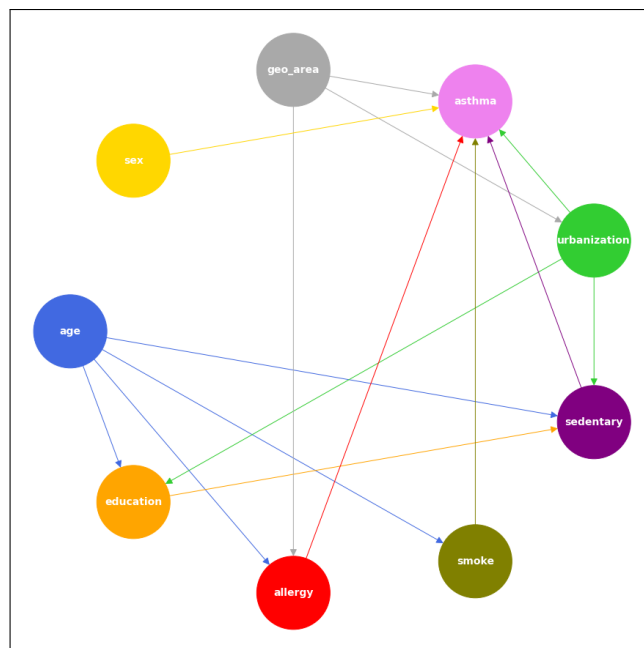 geo_area
asthma
sex
urbanization
age
sedentary
education
smoke
allergy